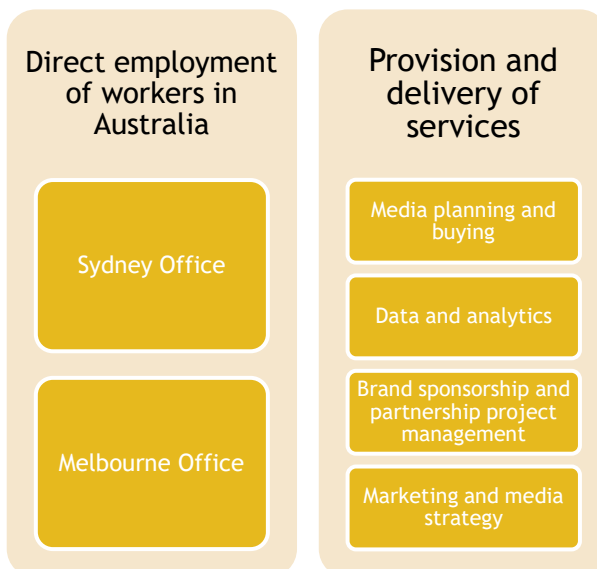 Direct employment
of workers in
Australia
Sydney Office
Melbourne Office
Provision and
delivery of
services
Media planning and
buying
Data and analytics
Brand sponsorship and
partnership project
management
Marketing and media
strategy